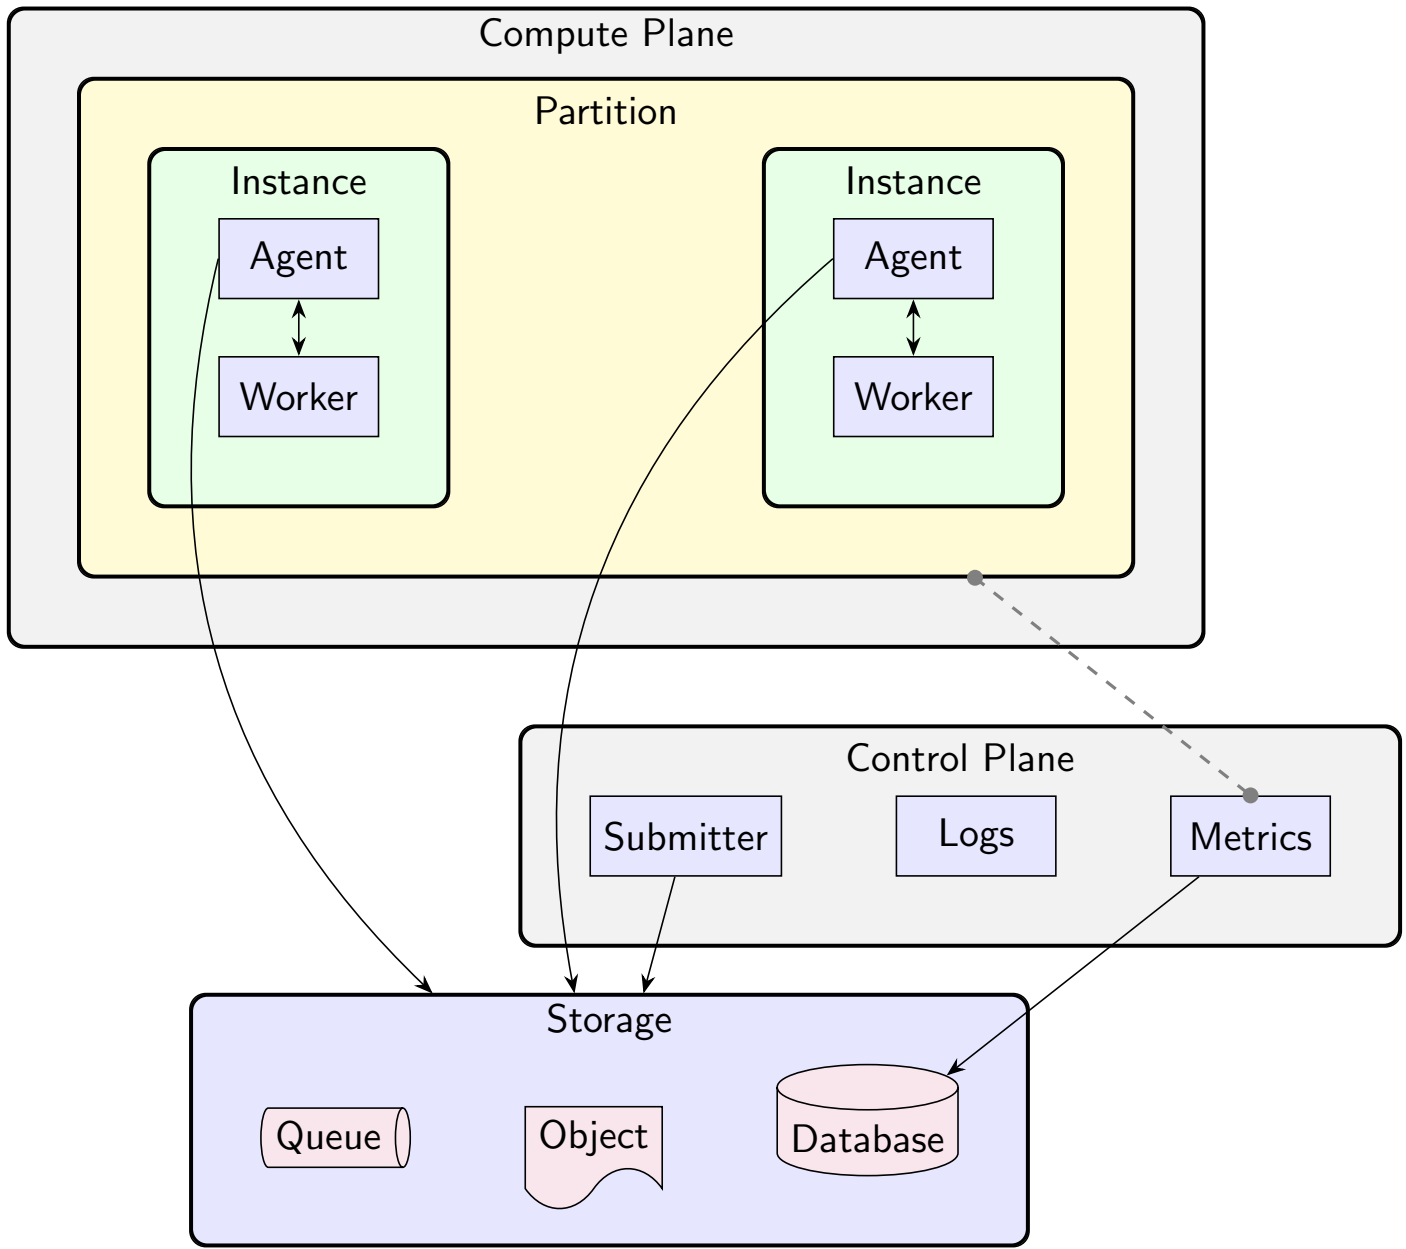 Compute Plane
Partition
Instance
Instance
Agent
Agent
Worker
Worker
Control Plane
Submitter
Logs
Metrics
Storage
Queue
Object
Database